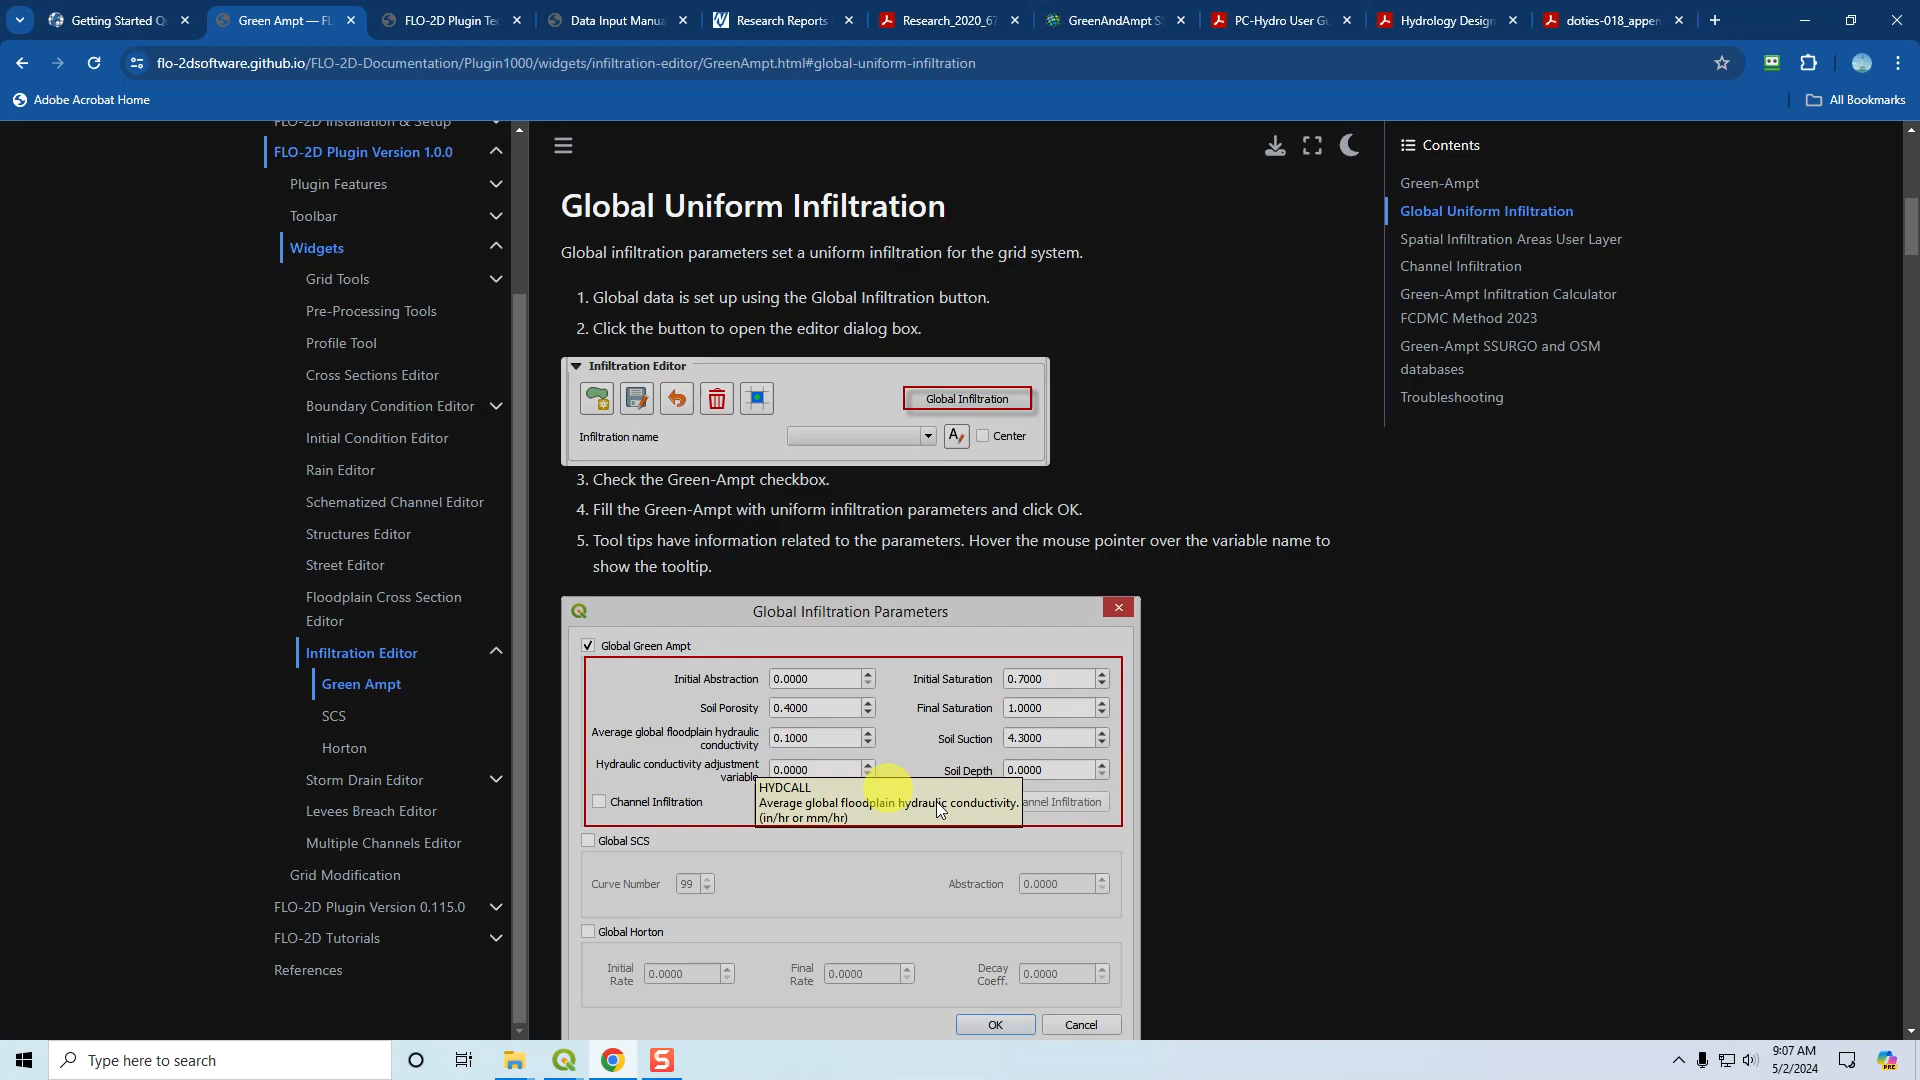 Getting Started
Green Ampt — FL
FLO-2D Plugin Te
Data Input Manua
Research Reports
Research_2020_67
GreenAndAmpt S
PC-Hydro User Gu
Hydrology Design
doties-018_appen
flo-2dsoftware.github.io/FLO-2D-Documentation/Plugin1000/widgets/infiltration-editor/GreenAmpt.html#global-uniform-infiltration
Adobe Acrobat Home
All Bookmarks
FLO-2D Installation & Setup
FLO-2D Plugin Version 1.0.0
Plugin Features
Toolbar
Widgets
Grid Tools
Pre-Processing Tools
Profile Tool
Cross Sections Editor
Boundary Condition Editor
Initial Condition Editor
Rain Editor
Schematized Channel Editor
Structures Editor
Street Editor
Floodplain Cross Section
Editor
Infiltration Editor
Green Ampt
SCS
Horton
Storm Drain Editor
Levees Breach Editor
Multiple Channels Editor
Grid Modification
FLO-2D Plugin Version 0.115.0
FLO-2D Tutorials
References
Global Uniform Infiltration
Global infiltration parameters set a uniform infiltration for the grid system.
1. Global data is set up using the Global Infiltration button.
2. Click the button to open the editor dialog box.
Infiltration Editor
Global Infiltration
Infiltration name
Center
3. Check the Green-Ampt checkbox.
4. Fill the Green-Ampt with uniform infiltration parameters and click OK.
5. Tool tips have information related to the parameters. Hover the mouse pointer over the variable name to
show the tooltip.
Global Infiltration Parameters
Global Green Ampt
Initial Abstraction 0.0000 Initial Saturation 0.7000
Soil Porosity 0.4000 Final Saturation 1.0000
Average global floodplain hydraulic
conductivity 0.1000 Soil Suction 4.3000
Hydraulic conductivity adjustment
variable 0.0000 Soil Depth 0.0000
Channel Infiltration
HYDCALL
Average global floodplain hydraulic conductivity.
(in/hr or mm/hr)
annel Infiltration
Global SCS
Curve Number 99 Abstraction 0.0000
Global Horton
Initial
Rate 0.0000
Final
Rate 0.0000
Decay
Coeff. 0.0000
OK Cancel
Contents
Green-Ampt
Global Uniform Infiltration
Spatial Infiltration Areas User Layer
Channel Infiltration
Green-Ampt Infiltration Calculator
FCDMC Method 2023
Green-Ampt SSURGO and OSM
databases
Troubleshooting
Type here to search
9:07 AM
5/2/2024